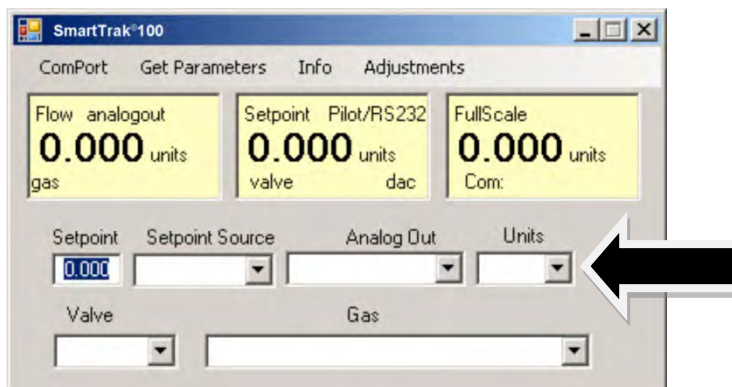 SmartTrak®100
ComPort Get Parameters Info Adjustments
Flow analogout
0.000 units
gas
Setpoint Pilot/RS232
0.000 units
valve dac
FullScale
0.000 units
Com:
Setpoint Setpoint Source Analog Out Units
0.000
Valve Gas